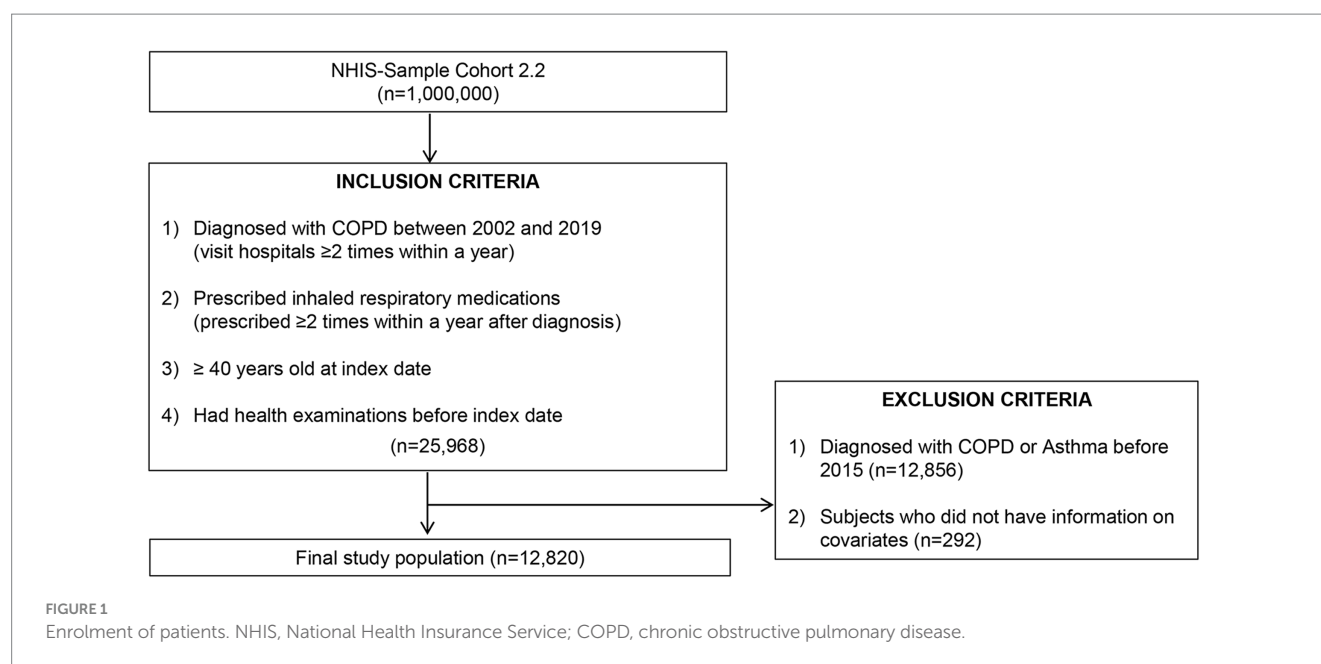 NHIS-Sample Cohort 2.2
(n=1,000,000)
INCLUSION CRITERIA
1) Diagnosed with COPD between 2002 and 2019
(visit hospitals ≥2 times within a year)
2) Prescribed inhaled respiratory medications
(prescribed ≥2 times within a year after diagnosis)
3) ≥ 40 years old at index date
4) Had health examinations before index date
(n=25,968)
EXCLUSION CRITERIA
1) Diagnosed with COPD or Asthma before
2015 (n=12,856)
2) Subjects who did not have information on
covariates (n=292)
Final study population (n=12,820)
FIGURE 1
Enrolment of patients. NHIS, National Health Insurance Service; COPD, chronic obstructive pulmonary disease.